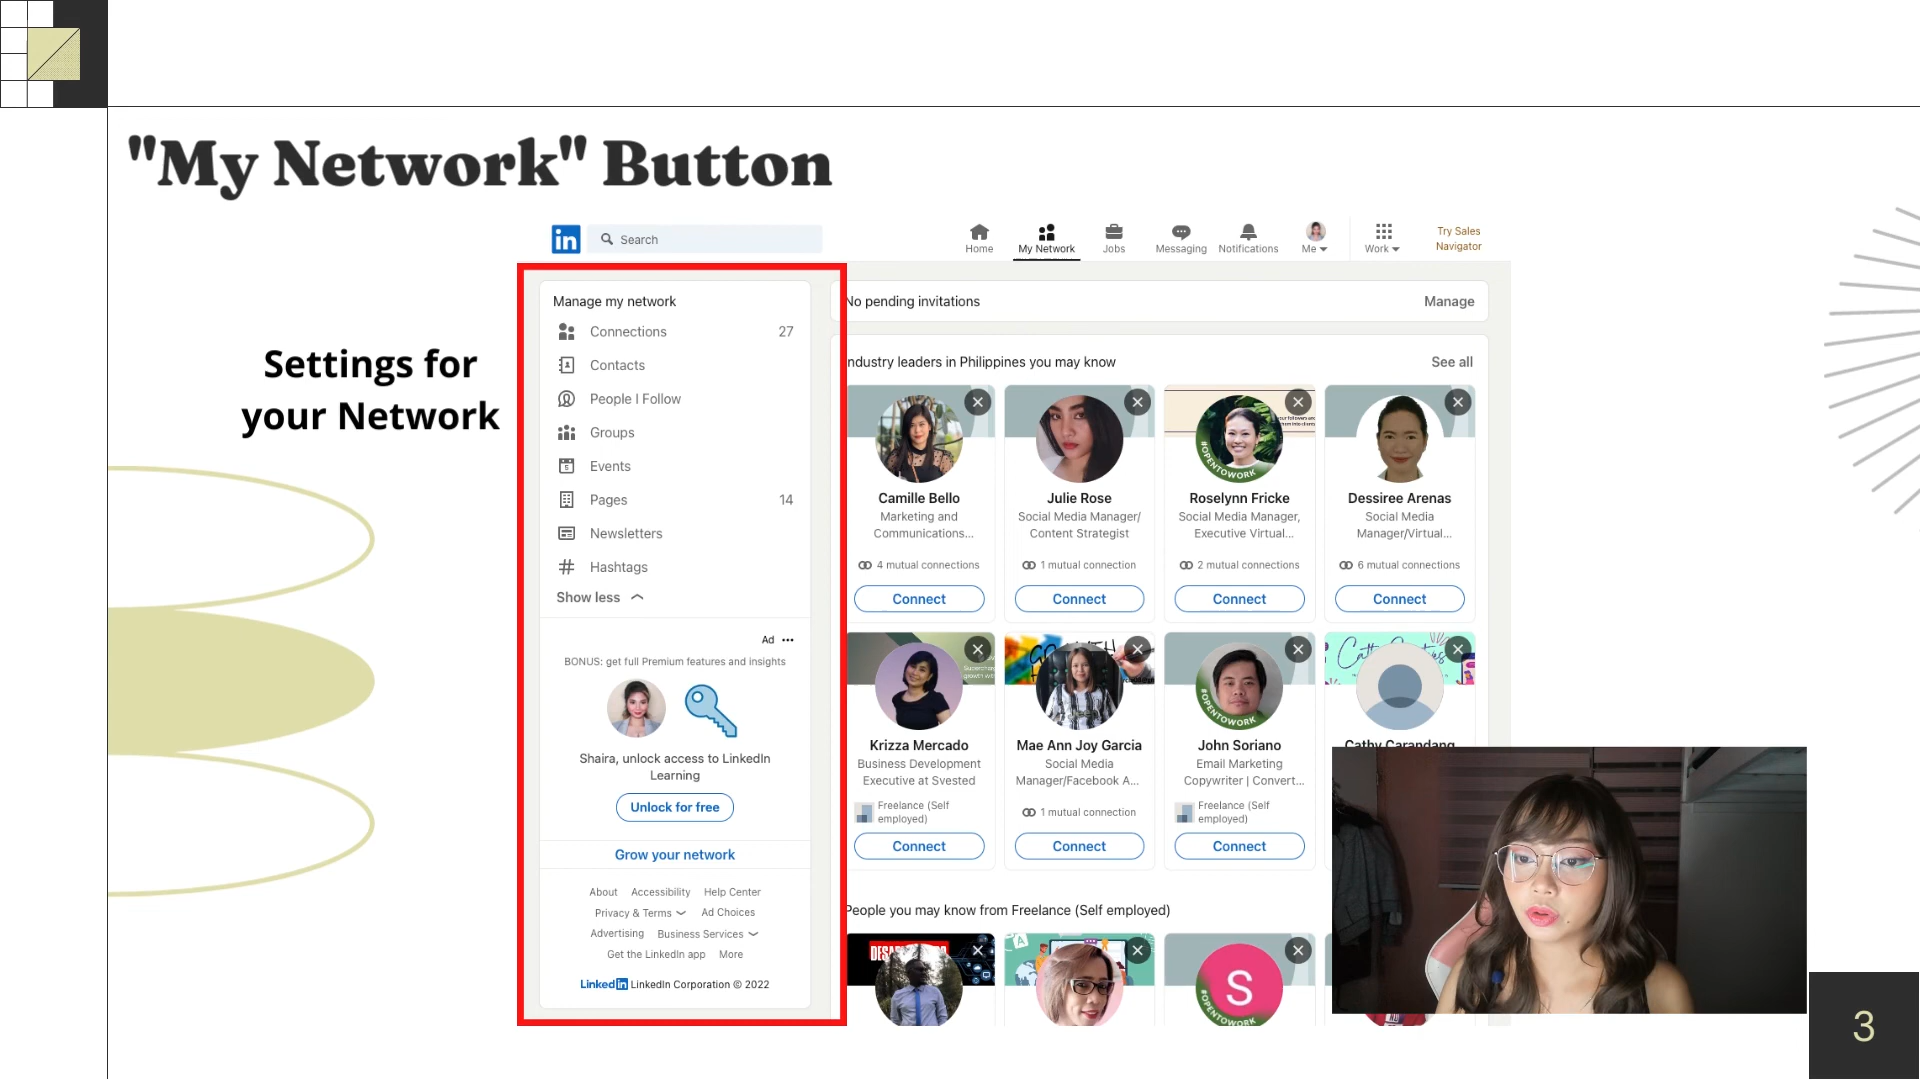 "My Network" Button
Settings for
your Network
in
Search
Home
My Network
Jobs
Messaging
Notifications
Me
Work
Try Sales
Navigator
Manage my network
Connections 27
Contacts
People I Follow
Groups
Events
Pages 14
Newsletters
Hashtags
Show less
Ad
BONUS: get full Premium features and insights
Shaira, unlock access to LinkedIn
Learning
Unlock for free
Grow your network
About Accessibility Help Center
Privacy & Terms Ad Choices
Advertising Business Services
Get the LinkedIn app More
LinkedIn LinkedIn Corporation © 2022
No pending invitations Manage
Industry leaders in Philippines you may know See all
#OPENTOWORK
Camille Bello
Marketing and
Communications...
4 mutual connections
Connect
Julie Rose
Social Media Manager/
Content Strategist
1 mutual connection
Connect
Roselynn Fricke
Social Media Manager,
Executive Virtual...
2 mutual connections
Connect
Dessiree Arenas
Social Media
Manager/Virtual...
6 mutual connections
Connect
Krizza Mercado
Business Development
Executive at Svested
Freelance (Self
employed)
Connect
Mae Ann Joy Garcia
Social Media
Manager/Facebook A...
1 mutual connection
Connect
#OPENTOWORK
John Soriano
Email Marketing
Copywriter | Convert...
Freelance (Self
employed)
Connect
Cathy Carandang
People you may know from Freelance (Self employed)
S
#OPENTOWORK
3